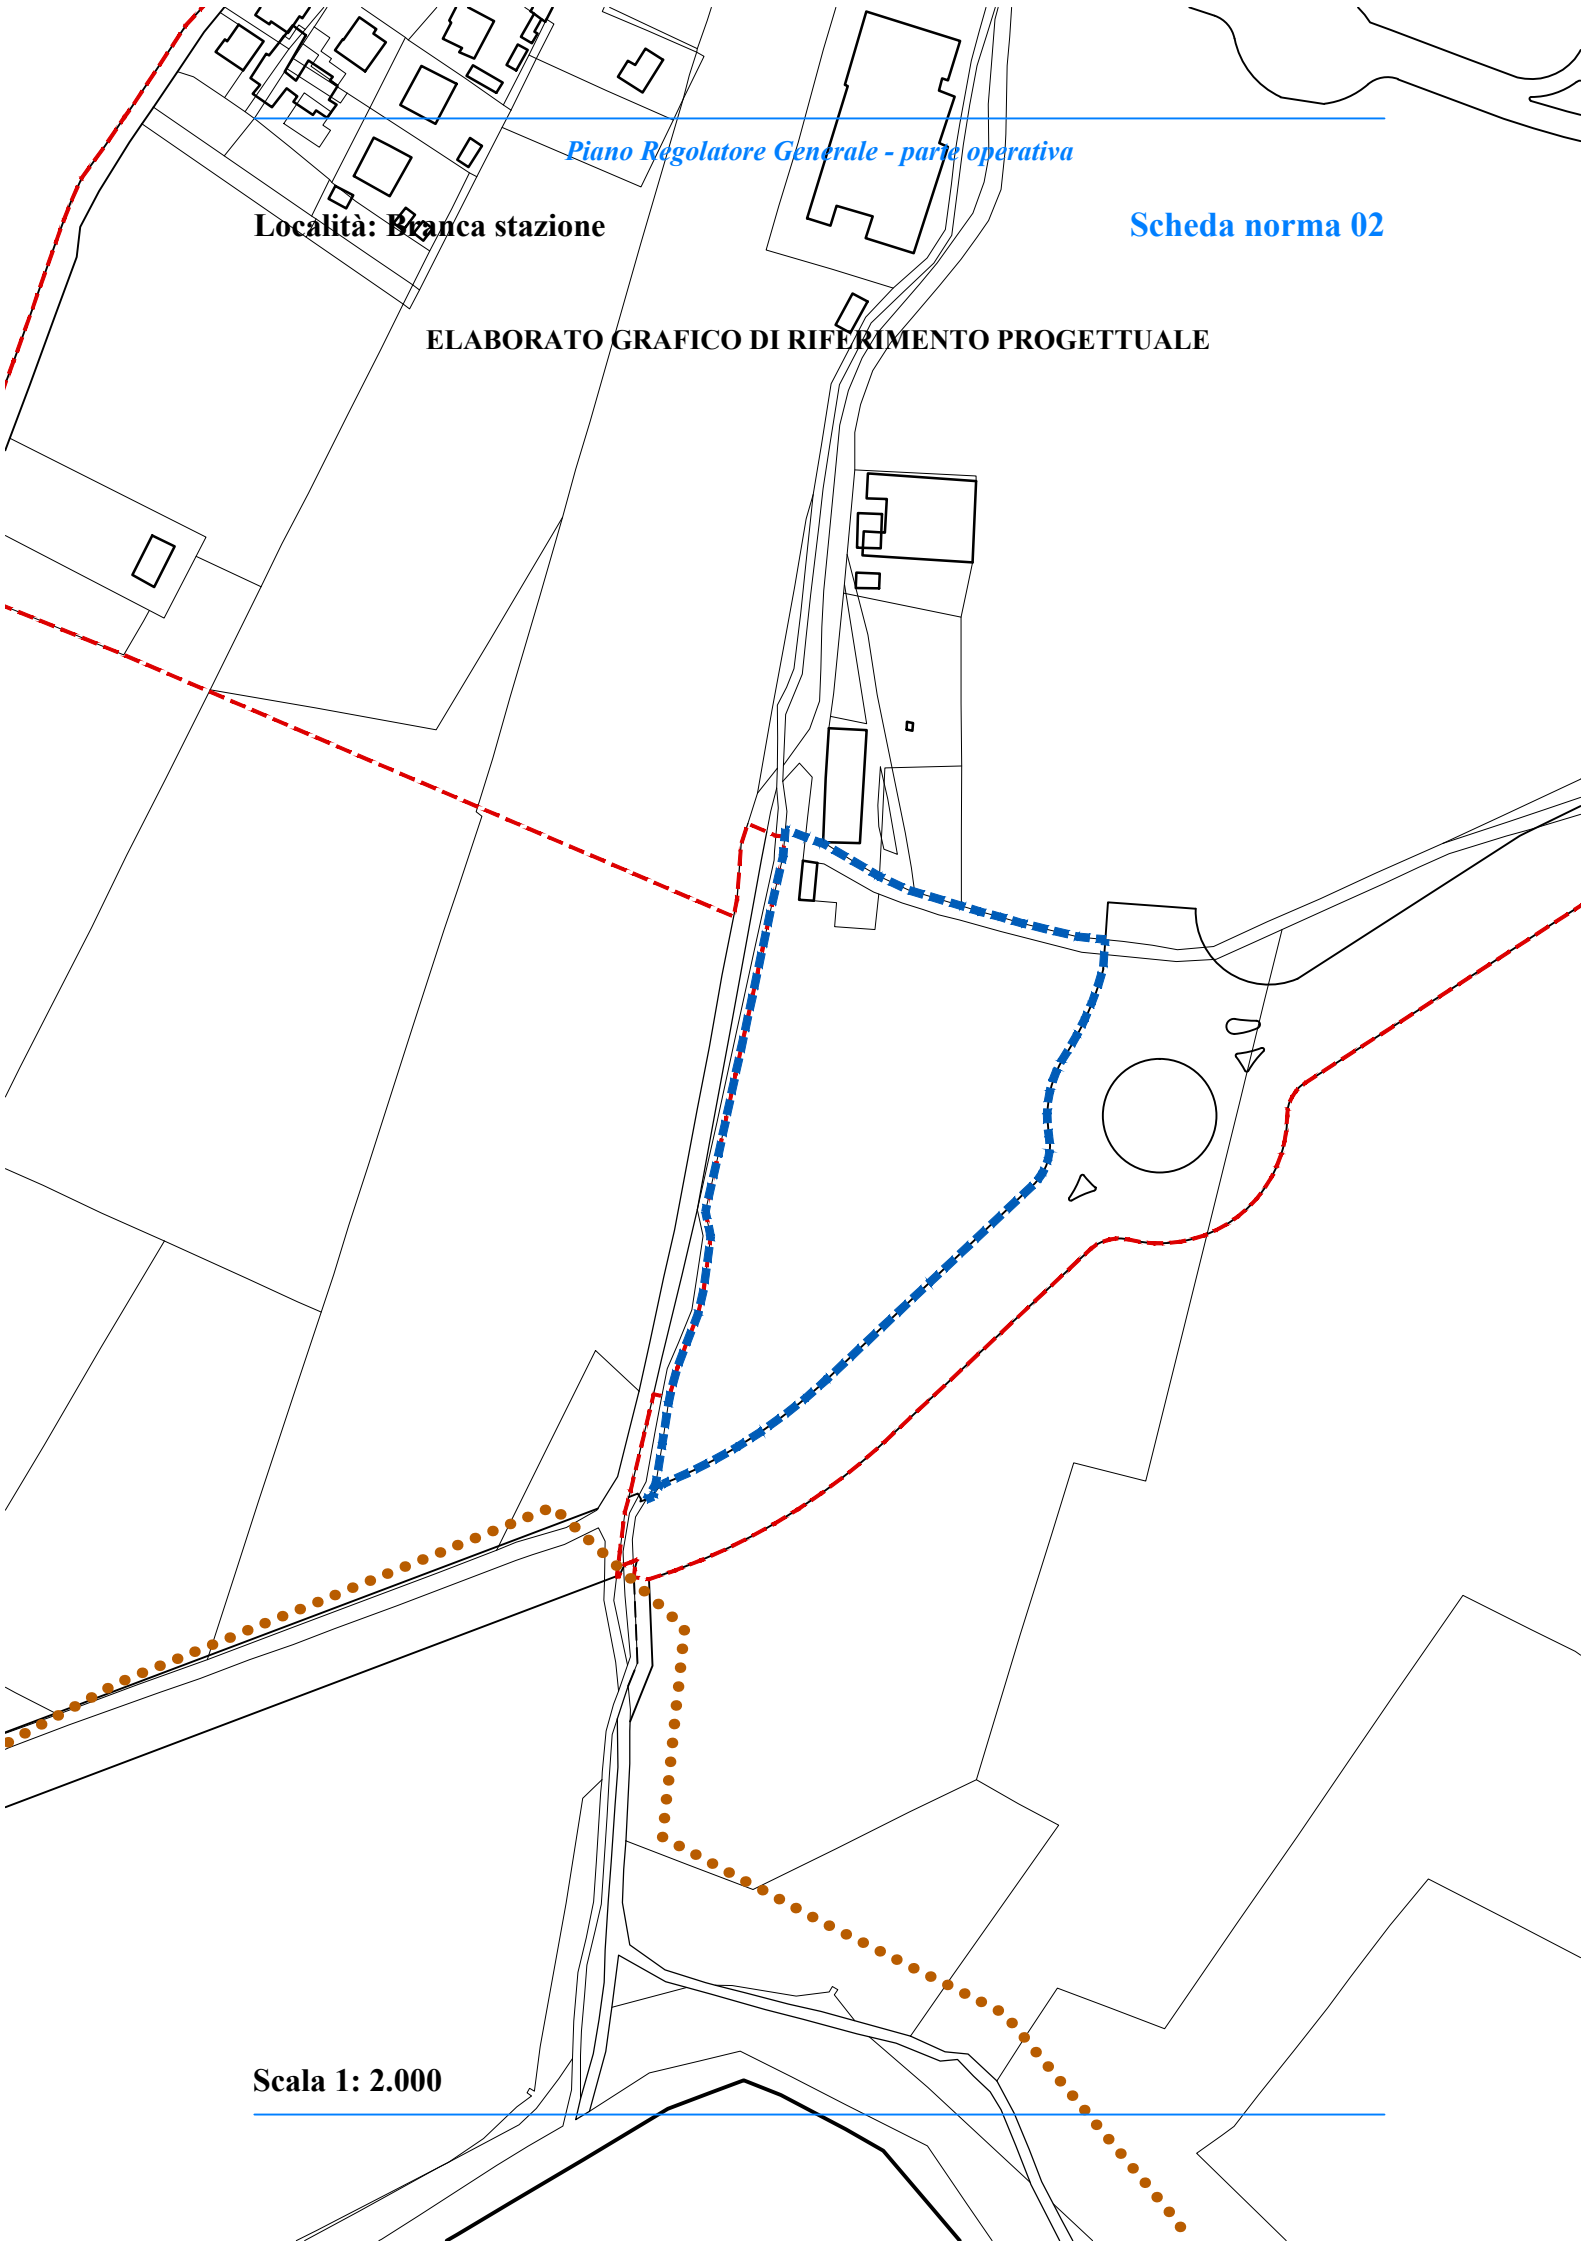 Piano Regolatore Generale - parte operativa
Località: Branca stazione
Scheda norma 02
ELABORATO GRAFICO DI RIFERIMENTO PROGETTUALE
Scala 1: 2.000